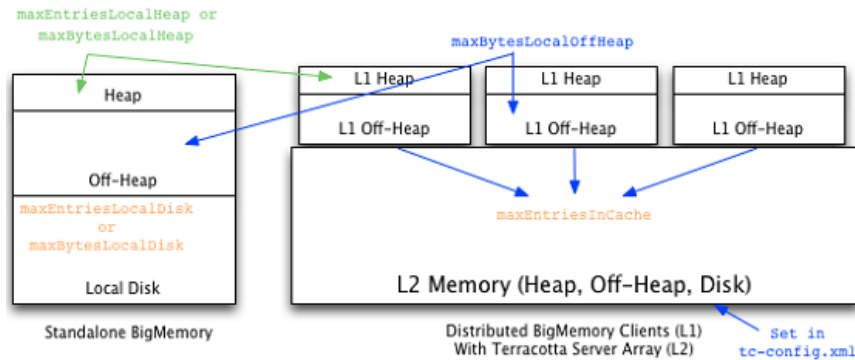 maxEntriesLocalHeap or
maxBytesLocalHeap
maxBytesLocalOffHeap
Heap
Off-Heap
maxEntriesLocalDisk
or
maxBytesLocalDisk
Local Disk
Standalone BigMemory
L1 Heap
L1 Off-Heap
L1 Heap
L1 Off-Heap
L1 Heap
L1 Off-Heap
maxEntriesInCache
L2 Memory (Heap, Off-Heap, Disk)
Distributed BigMemory Clients (L1)
With Terracotta Server Array (L2)
Set in
tc-config.xml